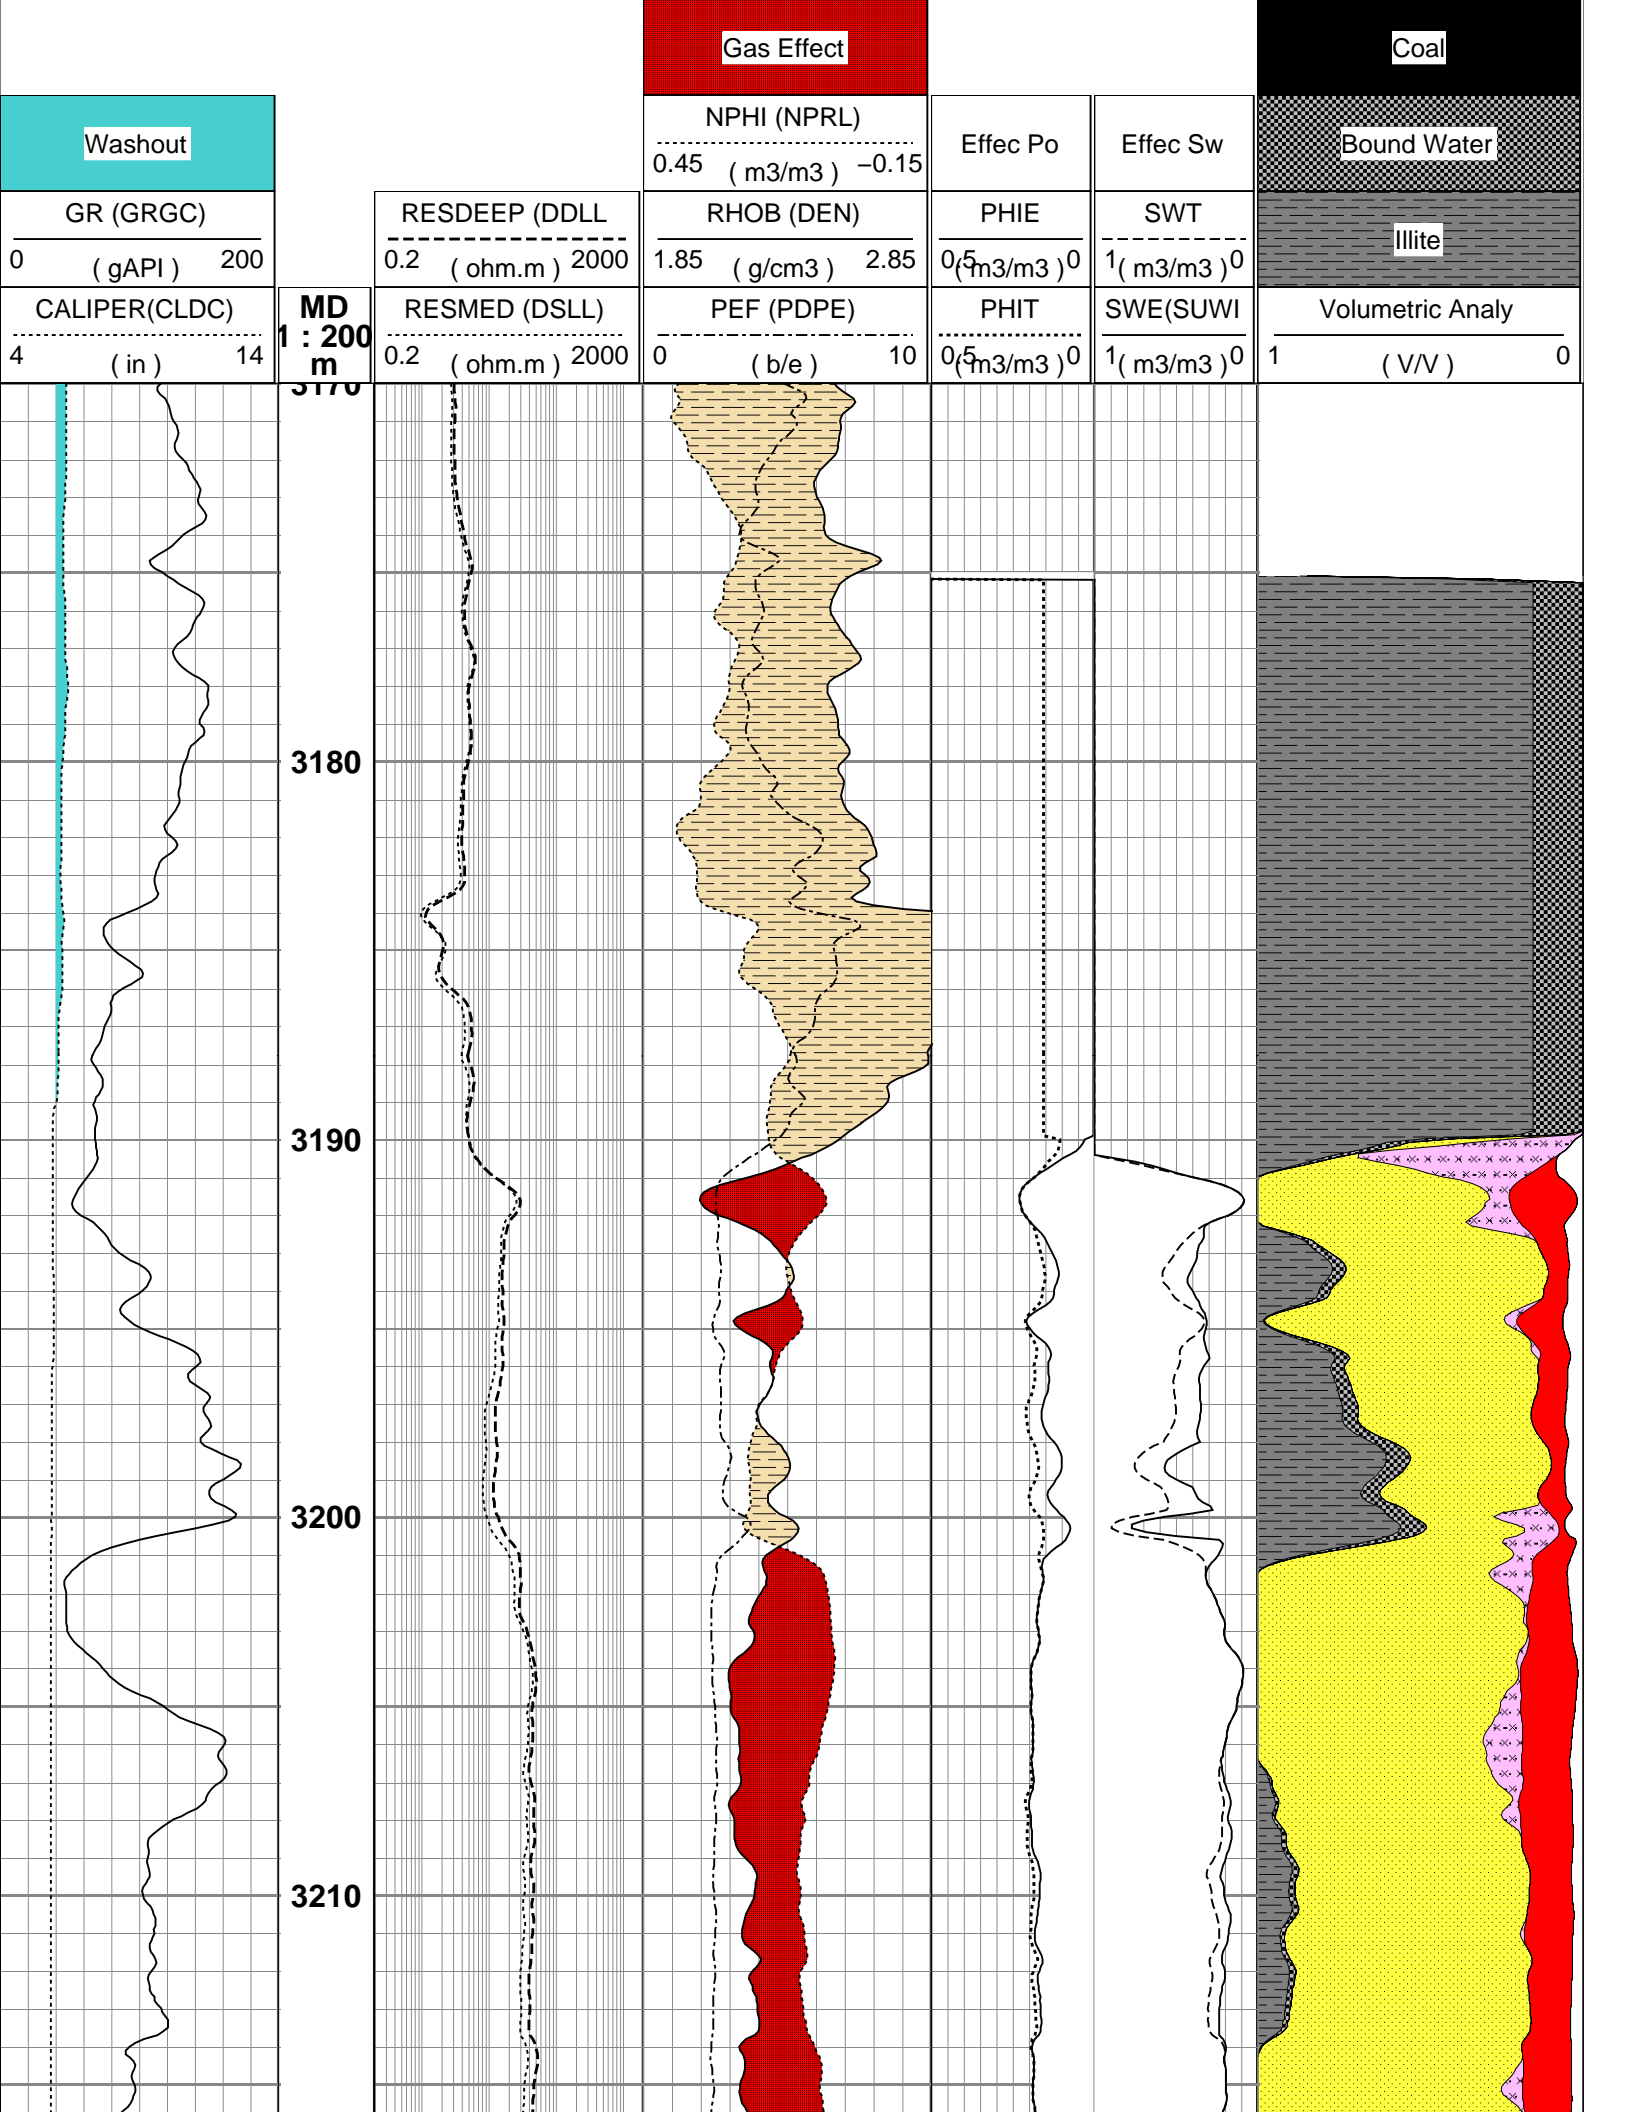 Gas Effect
Coal
Washout
NPHI (NPRL)
0.45 ( m3/m3 ) −0.15
Effec Po
Effec Sw
Bound Water
GR (GRGC)
0 ( gAPI ) 200
RESDEEP (DDLL
0.2 ( ohm.m ) 2000
RHOB (DEN)
1.85 ( g/cm3 ) 2.85
PHIE
0.5 ( m3/m3 ) 0
SWT
1 ( m3/m3 ) 0
Illite
CALIPER(CLDC)
4 ( in ) 14
MD
1 : 200
m
RESMED (DSLL)
0.2 ( ohm.m ) 2000
PEF (PDPE)
0 ( b/e ) 10
PHIT
0.5 ( m3/m3 ) 0
SWE(SUWI
1 ( m3/m3 ) 0
Volumetric Analy
1 ( V/V ) 0
3170
3180
3190
3200
3210